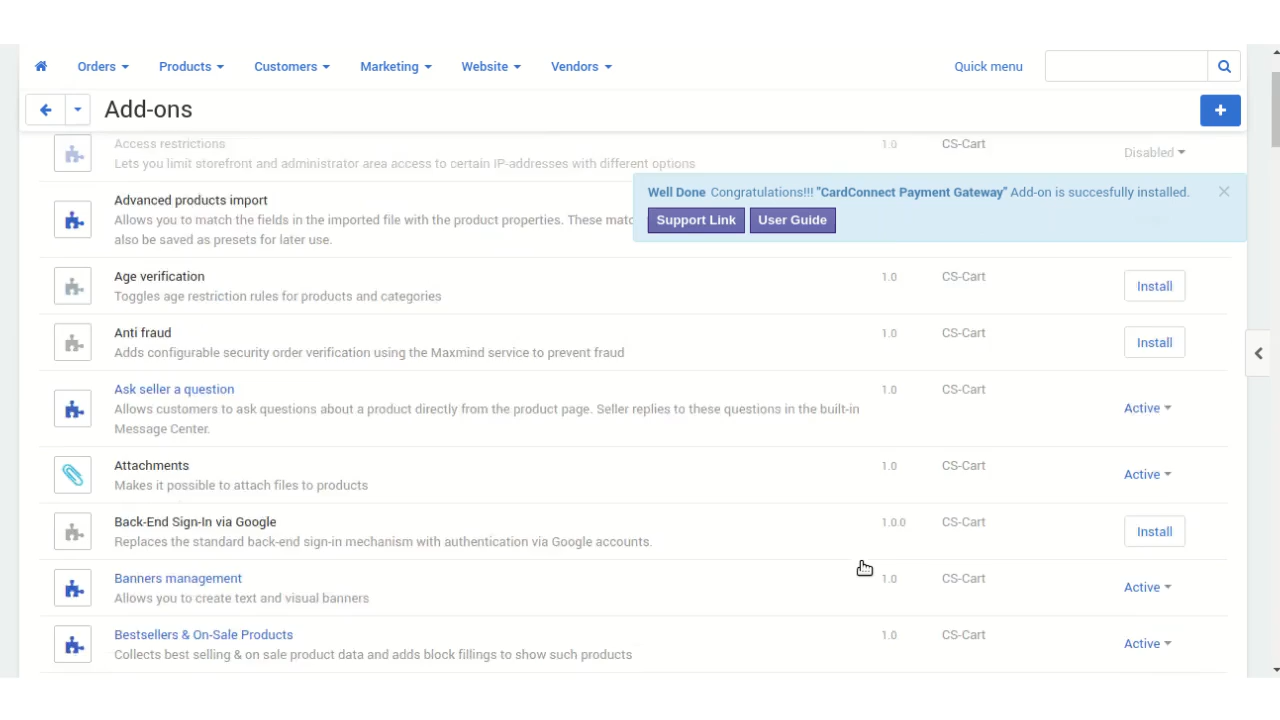 Orders Products Customers Marketing Website Vendors Quick menu
Add-ons
Access restrictions 1.0 CS-Cart Disabled
Lets you limit storefront and administrator area access to certain IP-addresses with different options
Well Done Congratulations!!! "CardConnect Payment Gateway" Add-on is succesfully installed.
Support Link User Guide
Advanced products import
Allows you to match the fields in the imported file with the product properties. These
also be saved as presets for later use.
Age verification 1.0 CS-Cart Install
Toggles age restriction rules for products and categories
Anti fraud 1.0 CS-Cart Install
Adds configurable security order verification using the Maxmind service to prevent fraud
Ask seller a question 1.0 CS-Cart Active
Allows customers to ask questions about a product directly from the product page. Seller replies to these questions in the built-in
Message Center.
Attachments 1.0 CS-Cart Active
Makes it possible to attach files to products
Back-End Sign-In via Google 1.0.0 CS-Cart Install
Replaces the standard back-end sign-in mechanism with authentication via Google accounts.
Banners management 1.0 CS-Cart Active
Allows you to create text and visual banners
Bestsellers & On-Sale Products 1.0 CS-Cart Active
Collects best selling & on sale product data and adds block fillings to show such products